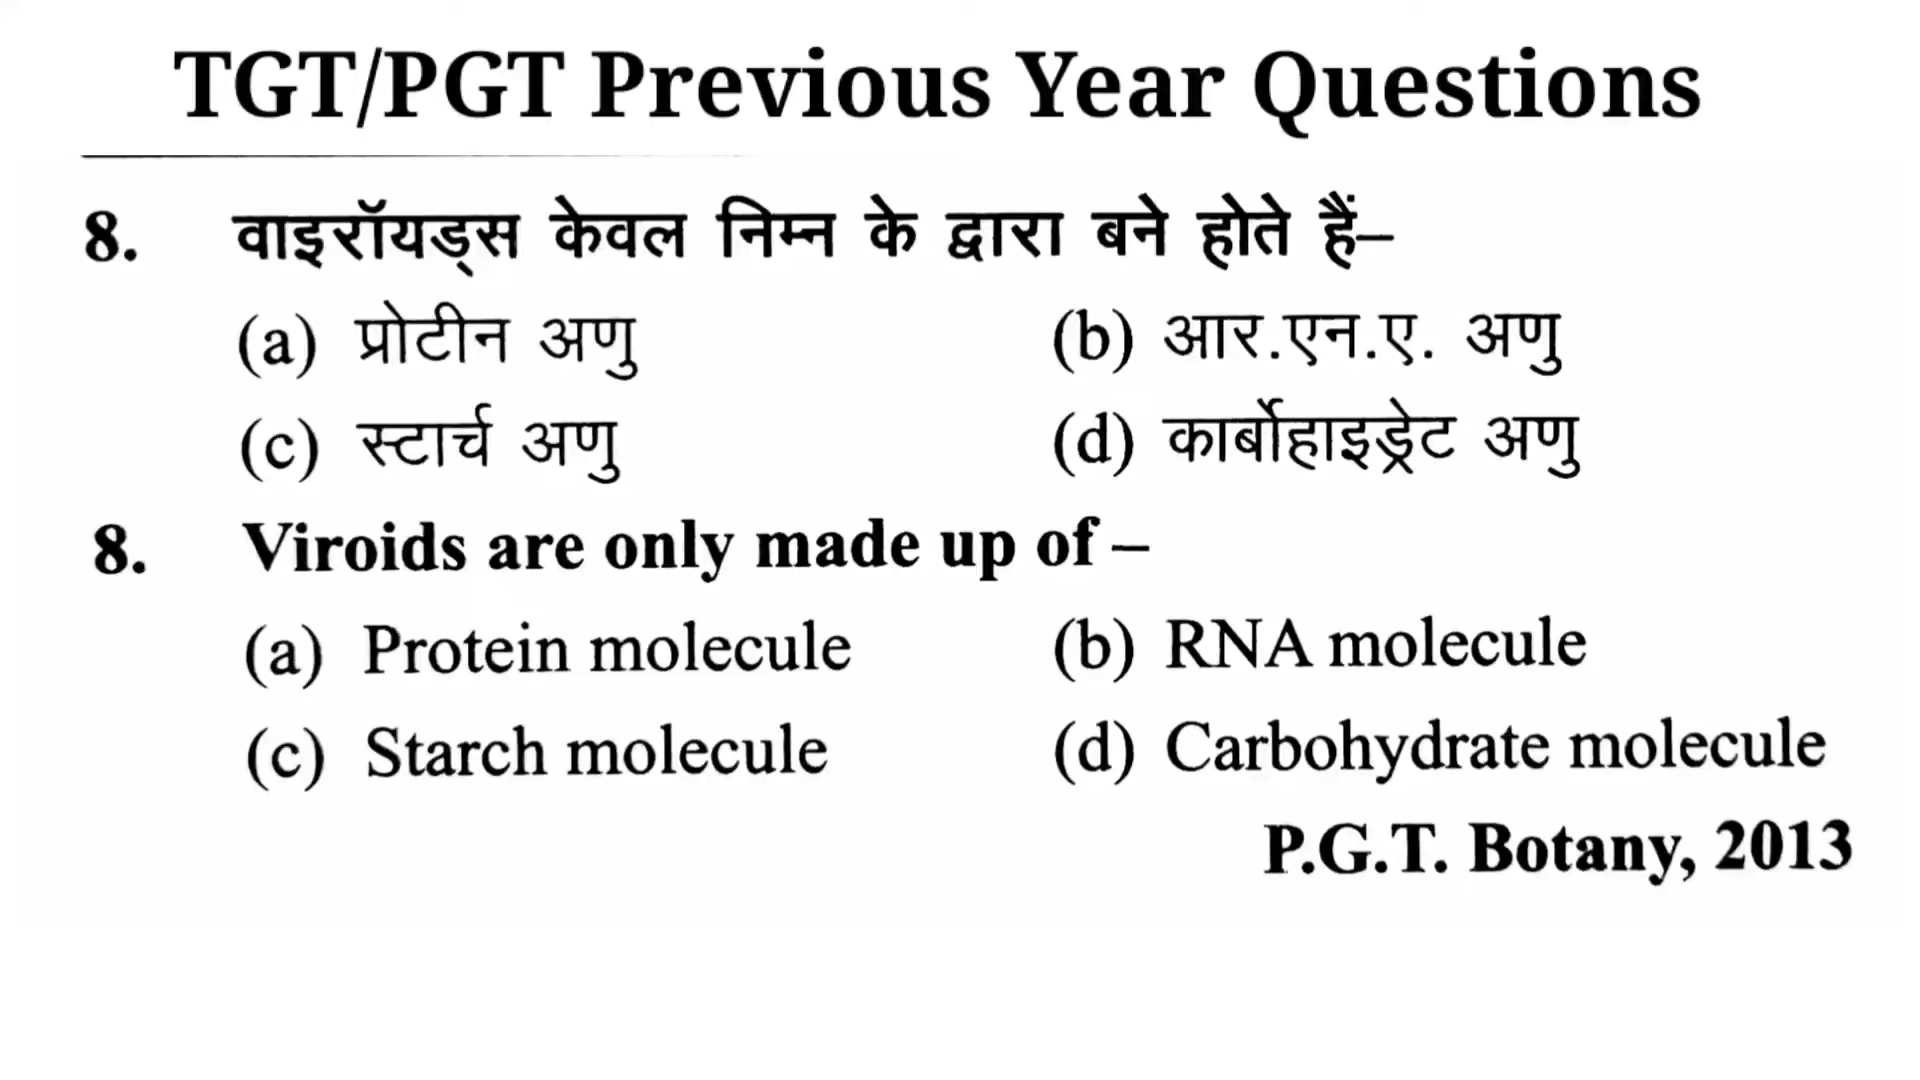 TGT/PGT Previous Year Questions
8. वाइरॉयड्स केवल निम्न के द्वारा बने होते हैं–
(a) प्रोटीन अणु (b) आर.एन.ए. अणु
(c) स्टार्च अणु (d) कार्बोहाइड्रेट अणु
8. Viroids are only made up of –
(a) Protein molecule (b) RNA molecule
(c) Starch molecule (d) Carbohydrate molecule
P.G.T. Botany, 2013